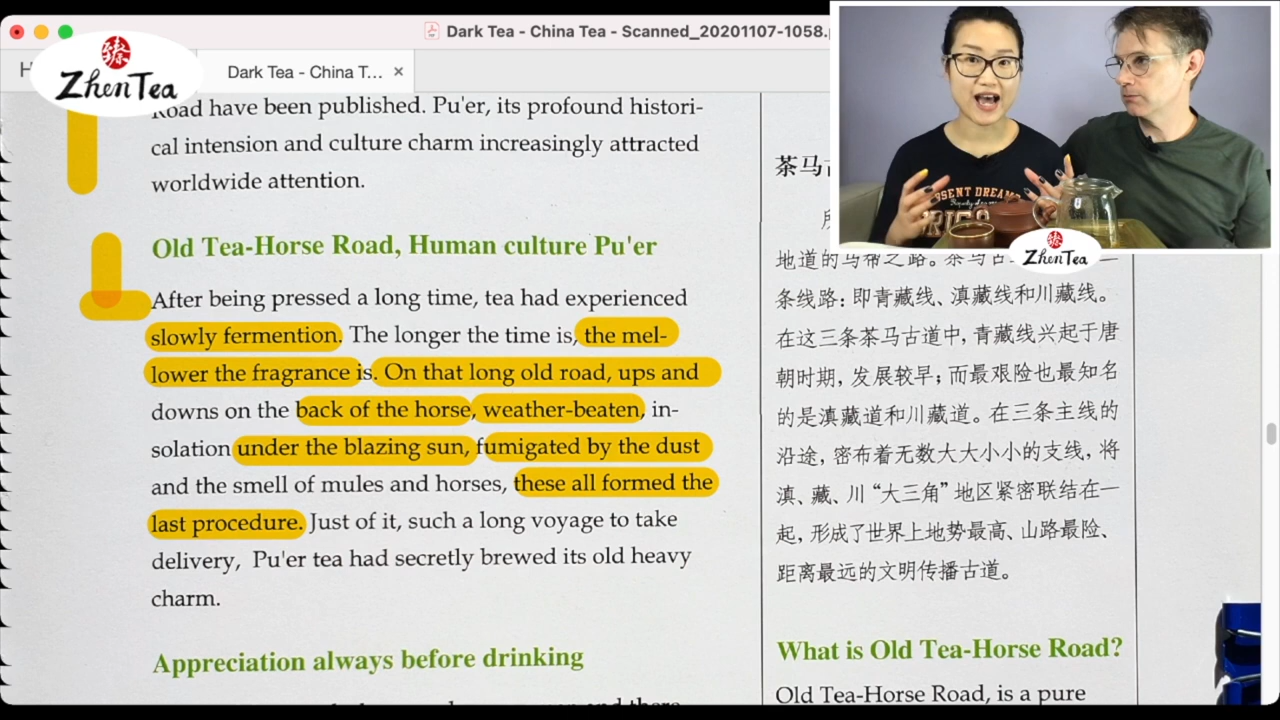 Dark Tea - China Tea - Scanned_20201107-1058.p
臻
Zhen Tea
H
Dark Tea - China T... ×
Road have been published. Pu'er, its profound histori-
cal intension and culture charm increasingly attracted
worldwide attention.
Old Tea-Horse Road, Human culture Pu'er
After being pressed a long time, tea had experienced
slowly fermention. The longer the time is, the mel-
lower the fragrance is. On that long old road, ups and
downs on the back of the horse, weather-beaten, in-
solation under the blazing sun, fumigated by the dust
and the smell of mules and horses, these all formed the
last procedure. Just of it, such a long voyage to take
delivery, Pu'er tea had secretly brewed its old heavy
charm.
Appreciation always before drinking
茶马
地道的马帮之路。茶马古
条线路：即青藏线、滇藏线和川藏线。
在这三条茶马古道中，青藏线兴起于唐
朝时期，发展较早；而最艰险也最知名
的是滇藏道和川藏道。在三条主线的
沿途，密布着无数大大小小的支线，将
滇、藏、川“大三角”地区紧密联结在一
起，形成了世界上地势最高、山路最险、
距离最远的文明传播古道。
What is Old Tea-Horse Road?
Old Tea-Horse Road, is a pure
SENT DREAM
Zhen Tea